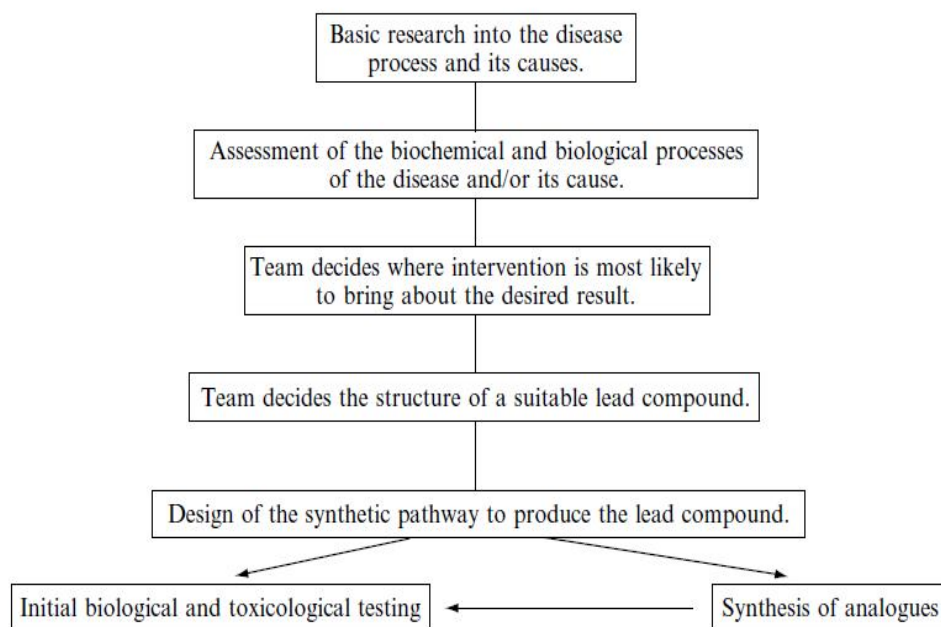 Basic research into the disease
process and its causes.
Assessment of the biochemical and biological processes
of the disease and/or its cause.
Team decides where intervention is most likely
to bring about the desired result.
Team decides the structure of a suitable lead compound.
Design of the synthetic pathway to produce the lead compound.
Initial biological and toxicological testing
Synthesis of analogues